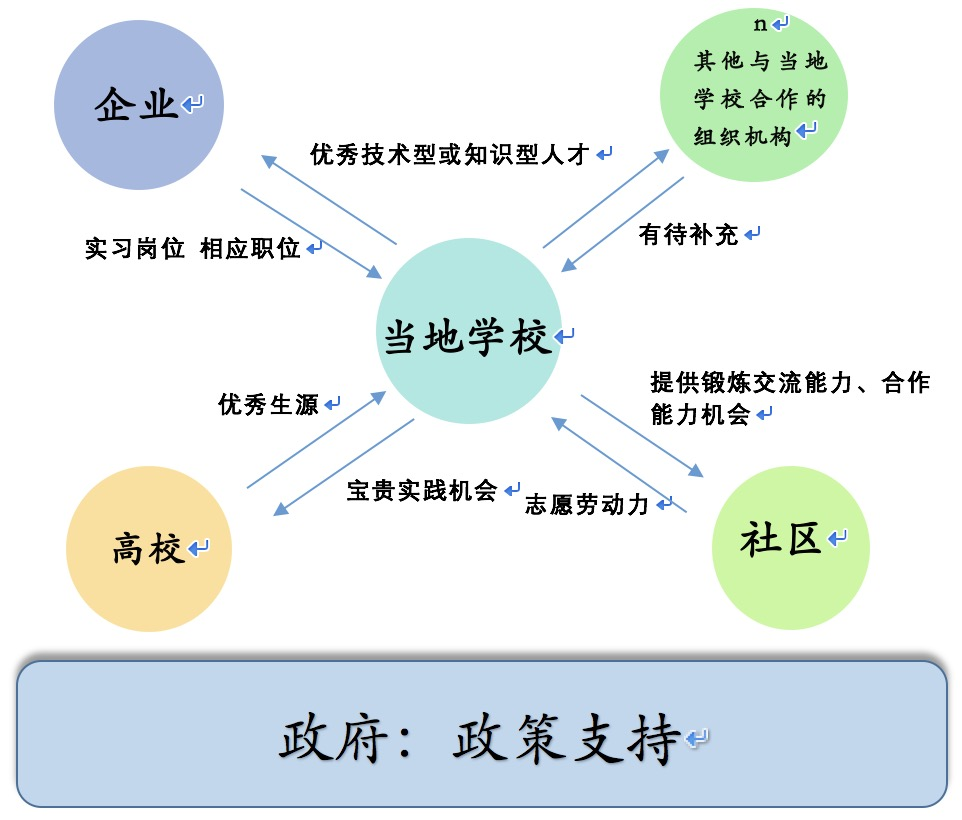 企业
n
其他与当地
学校合作的
组织机构
优秀技术型或知识型人才
实习岗位 相应职位
有待补充
当地学校
优秀生源
提供锻炼交流能力、合作
能力机会
宝贵实践机会
志愿劳动力
高校
社区
政府：政策支持